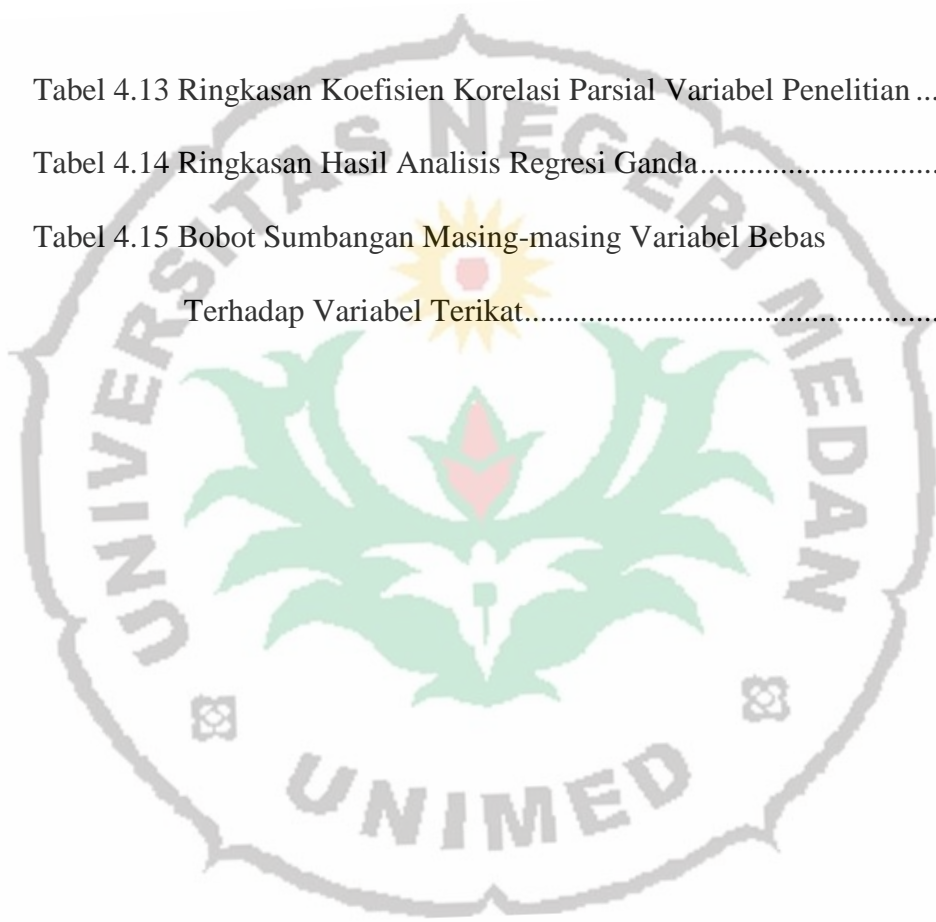 Tabel 4.13 Ringkasan Koefisien Korelasi Parsial Variabel Penelitian ...
Tabel 4.14 Ringkasan Hasil Analisis Regresi Ganda.............................
Tabel 4.15 Bobot Sumbangan Masing-masing Variabel Bebas
Terhadap Variabel Terikat...................................................
UNIVERSITAS NEGERI MEDAN
UNIMED